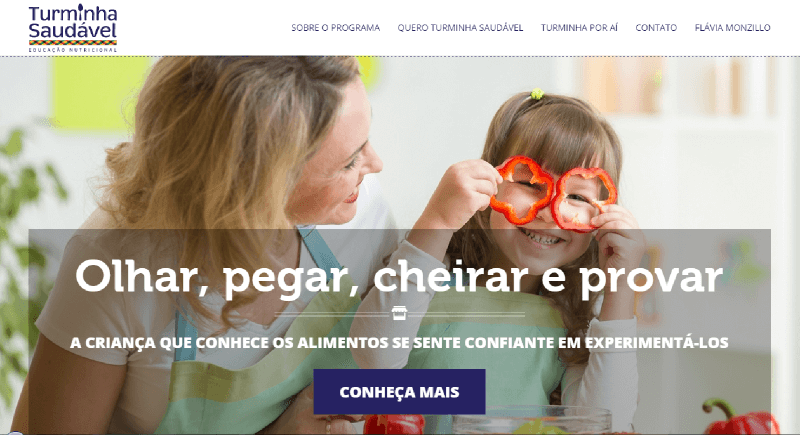 Turminha
Saudável
EDUCAÇÃO NUTRICIONAL
SOBRE O PROGRAMA QUERO TURMINHA SAUDÁVEL TURMINHA POR AÍ CONTATO FLÁVIA MONZILLO
Olhar, pegar, cheirar e provar
A CRIANÇA QUE CONHECE OS ALIMENTOS SE SENTE CONFIANTE EM EXPERIMENTÁ-LOS
CONHEÇA MAIS